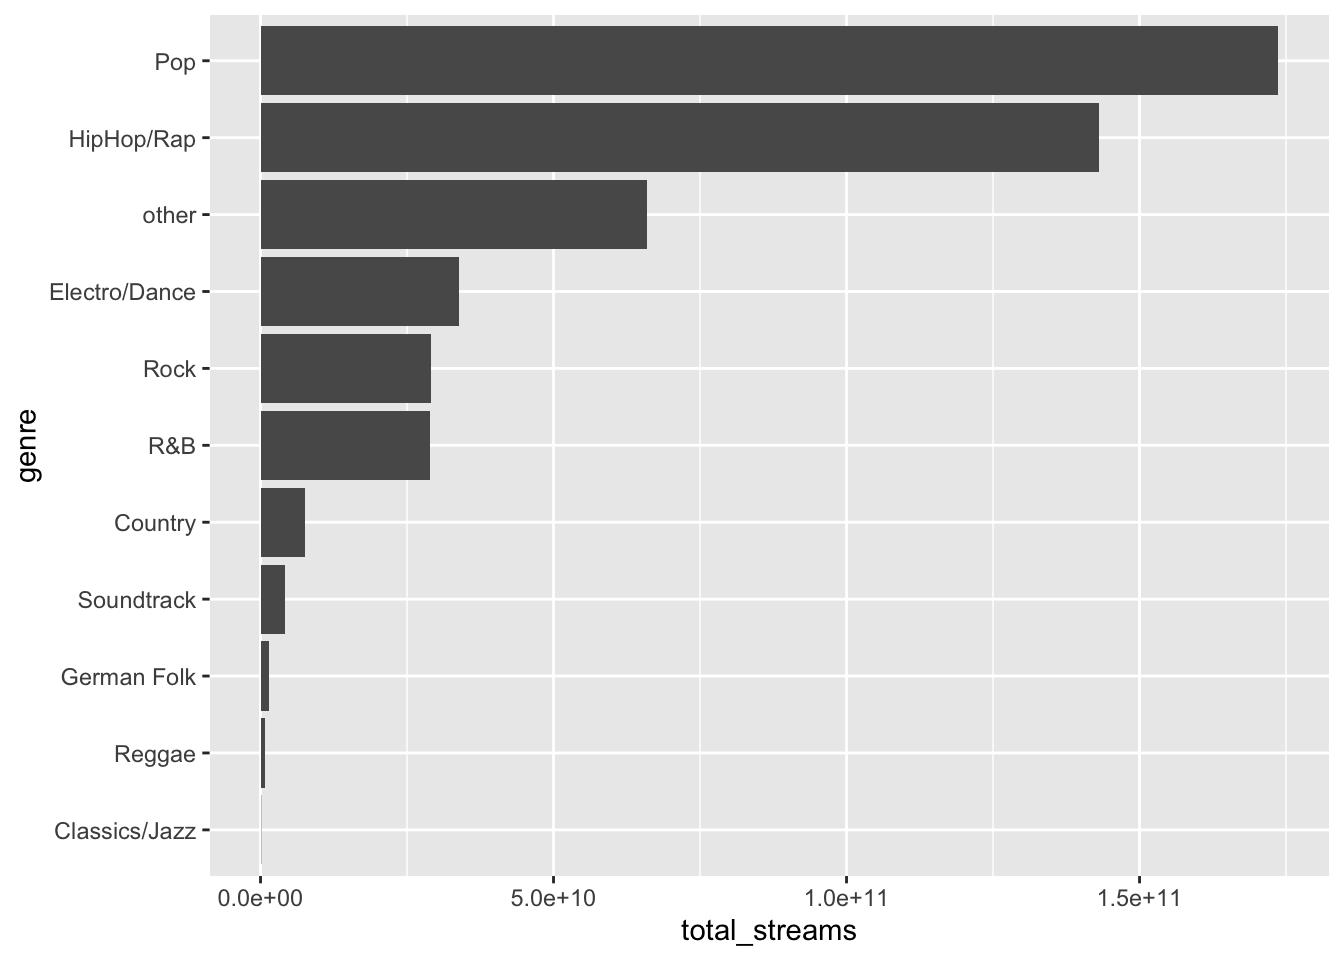 Pop
HipHop/Rap
other
Electro/Dance
Rock
R&B
Country
Soundtrack
German Folk
Reggae
Classics/Jazz
genre
0.0e+00 5.0e+10 1.0e+11 1.5e+11
total_streams